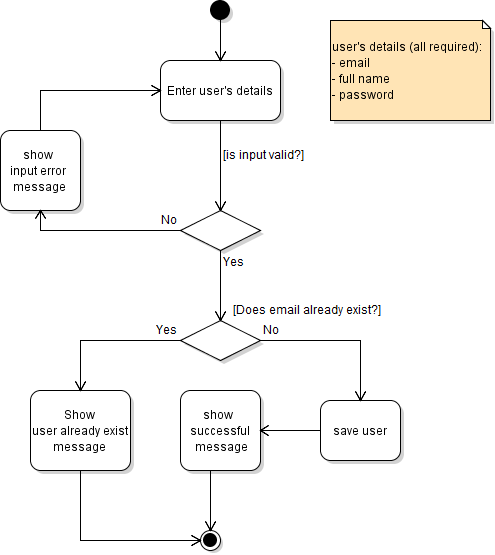 user's details (all required):
- email
- full name
- password
Enter user's details
[is input valid?]
show
input error
message
No
Yes
[Does email already exist?]
Yes
No
Show
user already exist
message
show
successful
message
save user